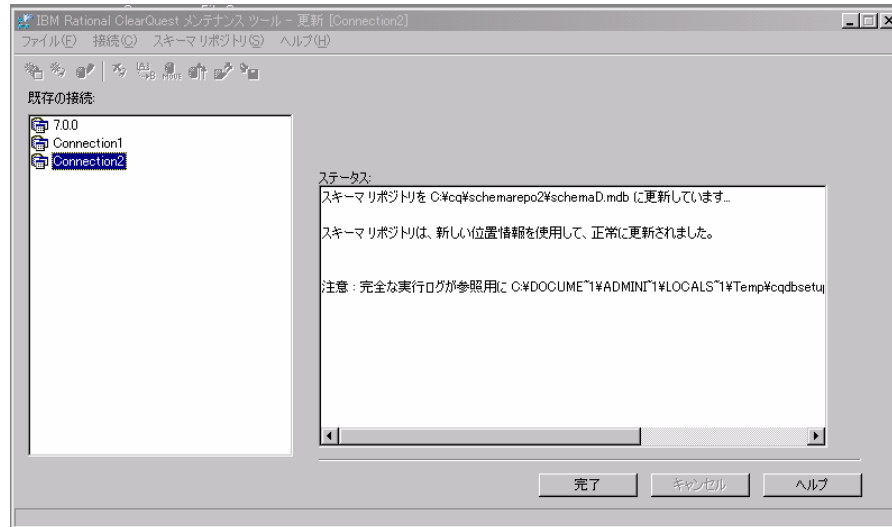 IBM Rational ClearQuest メンテナンス ツール - 更新 [Connection2]
ファイル(F) 接続(C) スキーマ リポジトリ(S) ヘルプ(H)
既存の接続:
7.0.0
Connection1
Connection2
ステータス:
スキーマ リポジトリを C:¥cq¥schemarepo2¥schemaD.mdb に更新しています...
スキーマ リポジトリは、新しい位置情報を使用して、正常に更新されました。
注意 : 完全な実行ログが参照用に C:¥DOCUME~1¥ADMINI~1¥LOCALS~1¥Temp¥cqdbsetu
完了 キャンセル ヘルプ